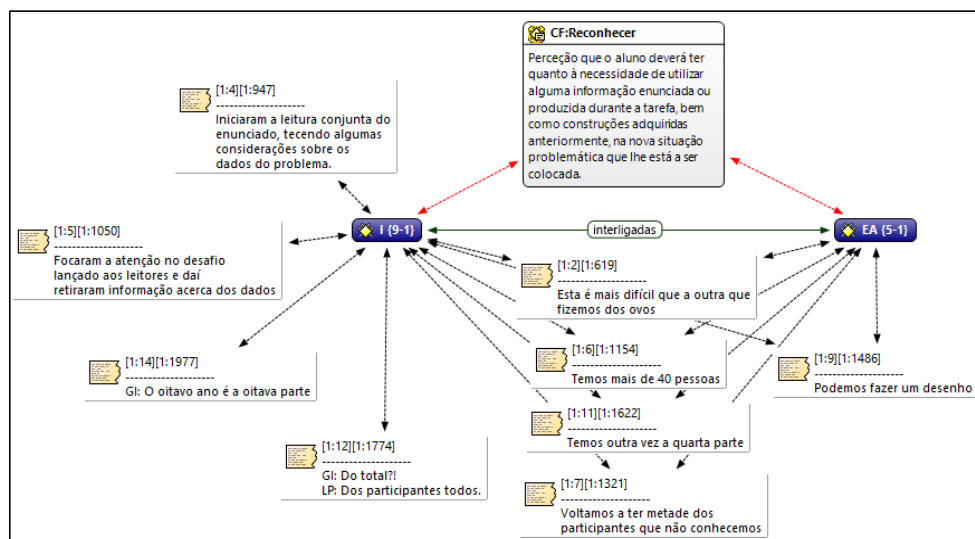 CF:Reconhecer
Perceção que o aluno deverá ter
quanto à necessidade de utilizar
alguma informação enunciada ou
produzida durante a tarefa, bem
como construções adquiridas
anteriormente, na nova situação
problemática que lhe está a ser
colocada.
[1:4][1:947]
--------------------
Iniciaram a leitura conjunta do
enunciado, tecendo algumas
considerações sobre os
dados do problema.
I {9-1}
interligadas
EA {5-1}
[1:5][1:1050]
--------------------
Focaram a atenção no desafio
lançado aos leitores e daí
retiraram informação acerca dos dados
[1:2][1:619]
--------------------
Esta é mais difícil que a outra que
fizemos dos ovos
[1:14][1:1977]
--------------------
GI: O oitavo ano é a oitava parte
[1:6][1:1154]
--------------------
Temos mais de 40 pessoas
[1:9][1:1486]
--------------------
Podemos fazer um desenho
[1:11][1:1622]
--------------------
Temos outra vez a quarta parte
[1:12][1:1774]
--------------------
GI: Do total?!
LP: Dos participantes todos.
[1:7][1:1321]
--------------------
Voltamos a ter metade dos
participantes que não conhecemos